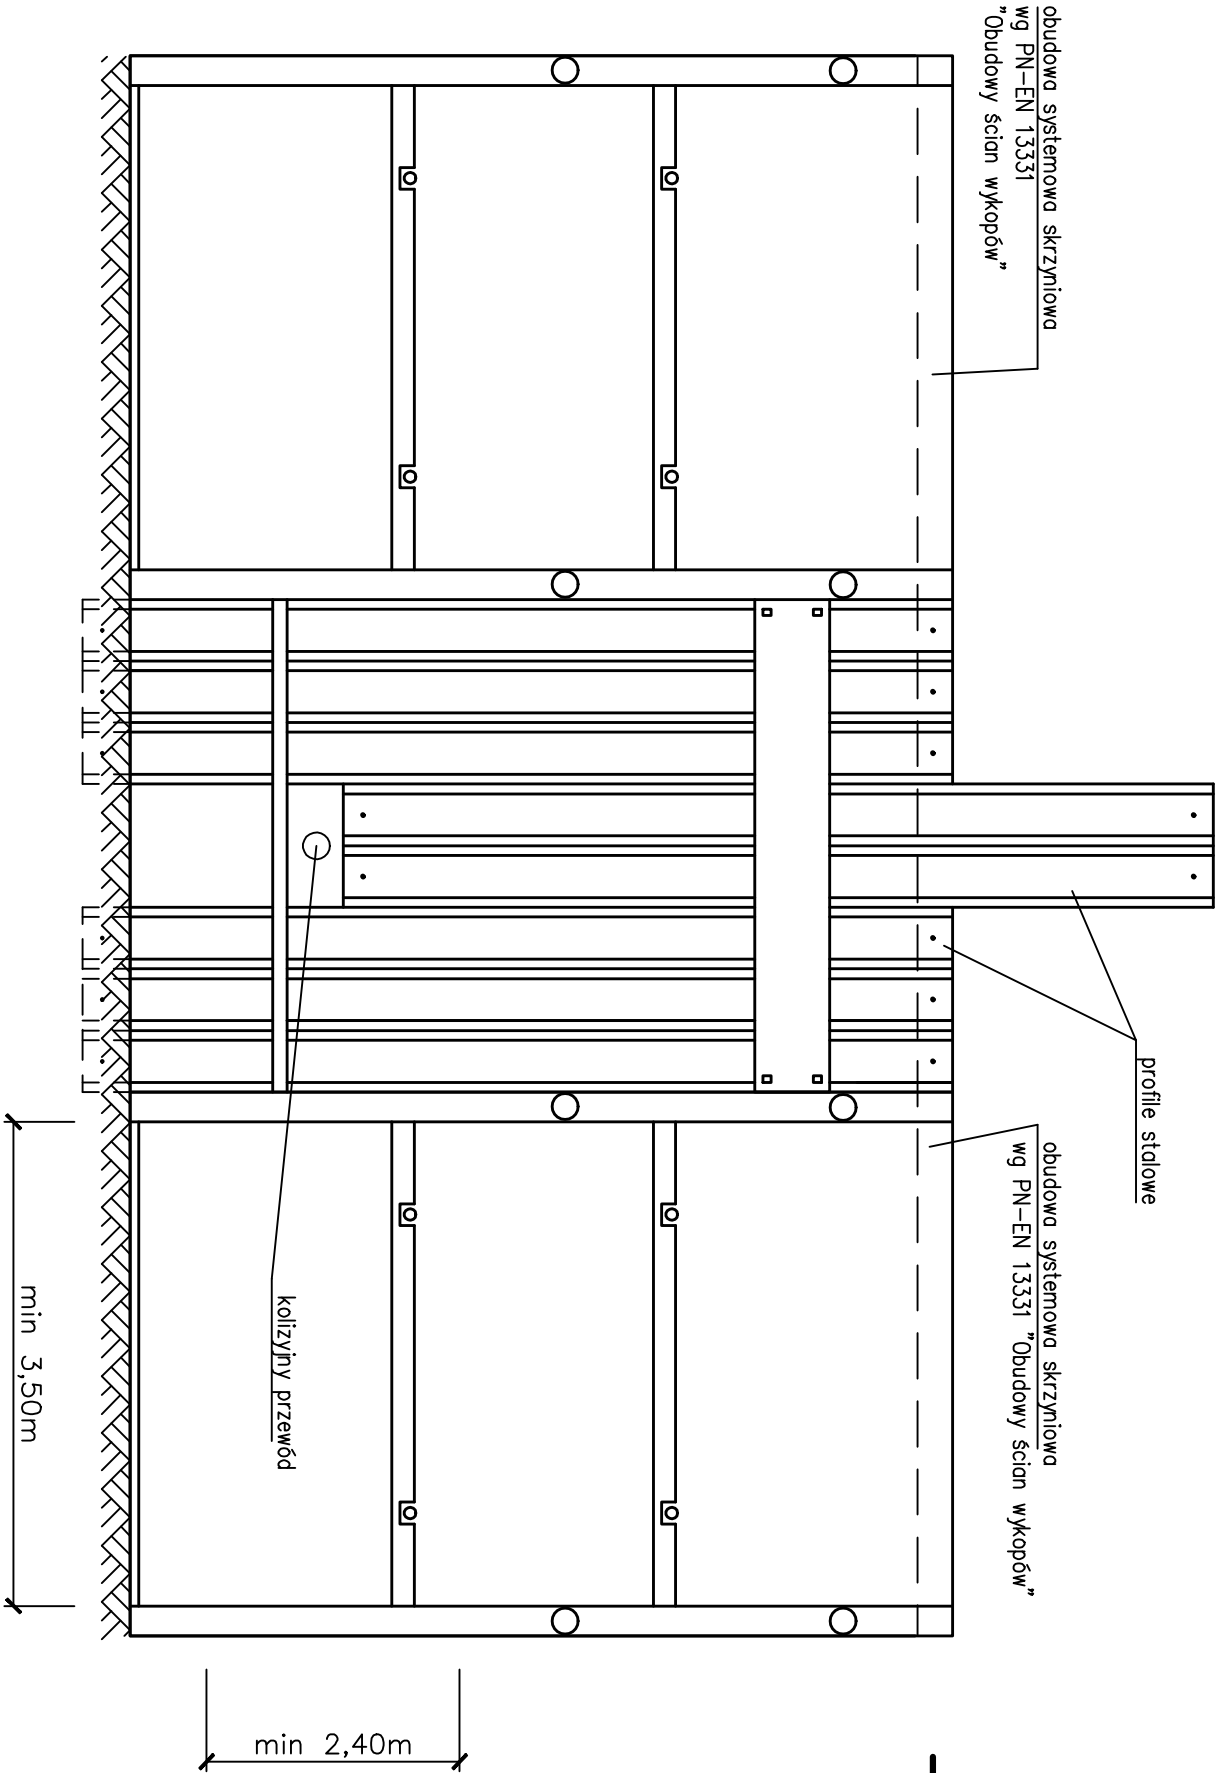 obudowa systemowa skrzyniowa
wg PN-EN 13331
"Obudowy ścian wykopów"
profile stalowe
obudowa systemowa skrzyniowa
wg PN-EN 13331 "Obudowy ścian wykopów"
kolizyjny przewód
min 3,50m
min 2,40m